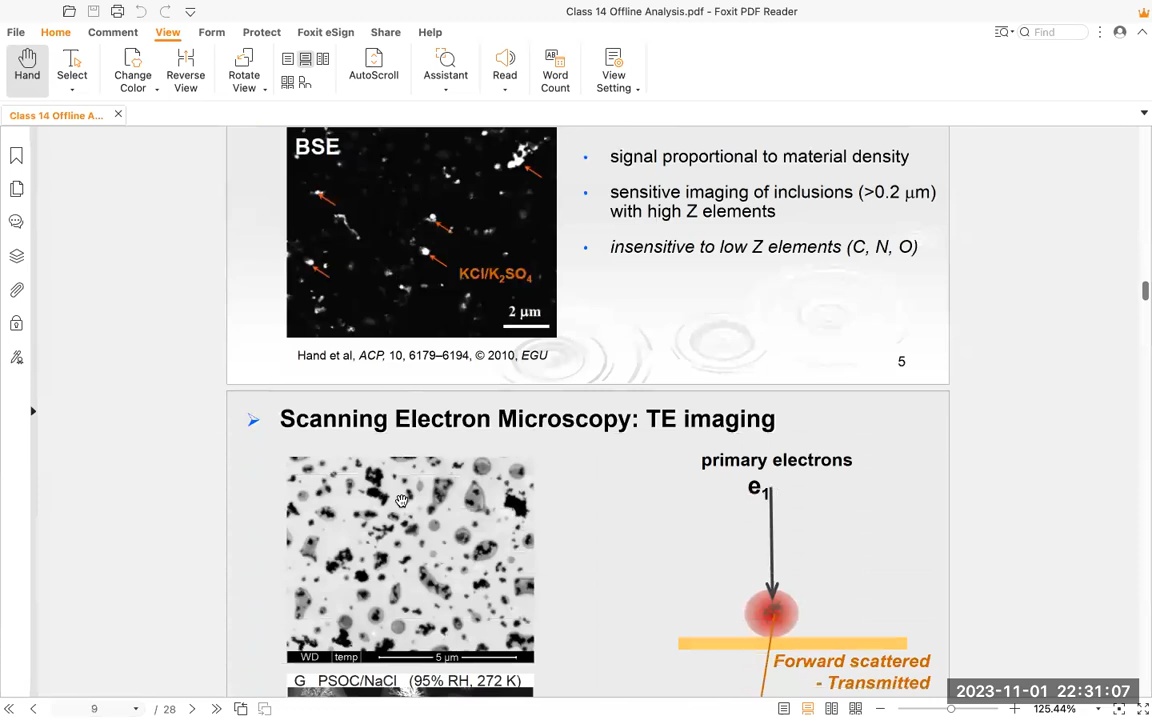 Class 14 Offline Analysis.pdf - Foxit PDF Reader
File Home Comment View Form Protect Foxit eSign Share Help
Find
Hand
Select
Change
Color
Reverse
View
Rotate
View
AutoScroll
Assistant
Read
Word
Count
View
Setting
Class 14 Offline A...
BSE
KCl/K₂SO₄
2 μm
Hand et al, ACP, 10, 6179–6194, © 2010, EGU
• signal proportional to material density
• sensitive imaging of inclusions (>0.2 μm)
with high Z elements
• insensitive to low Z elements (C, N, O)
5
Scanning Electron Microscopy: TE imaging
WD temp 5 μm
G PSOC/NaCl (95% RH, 272 K)
primary electrons
e₁
Forward scattered
- Transmitted
2023-11-01 22:31:07
9 / 28
125.44%